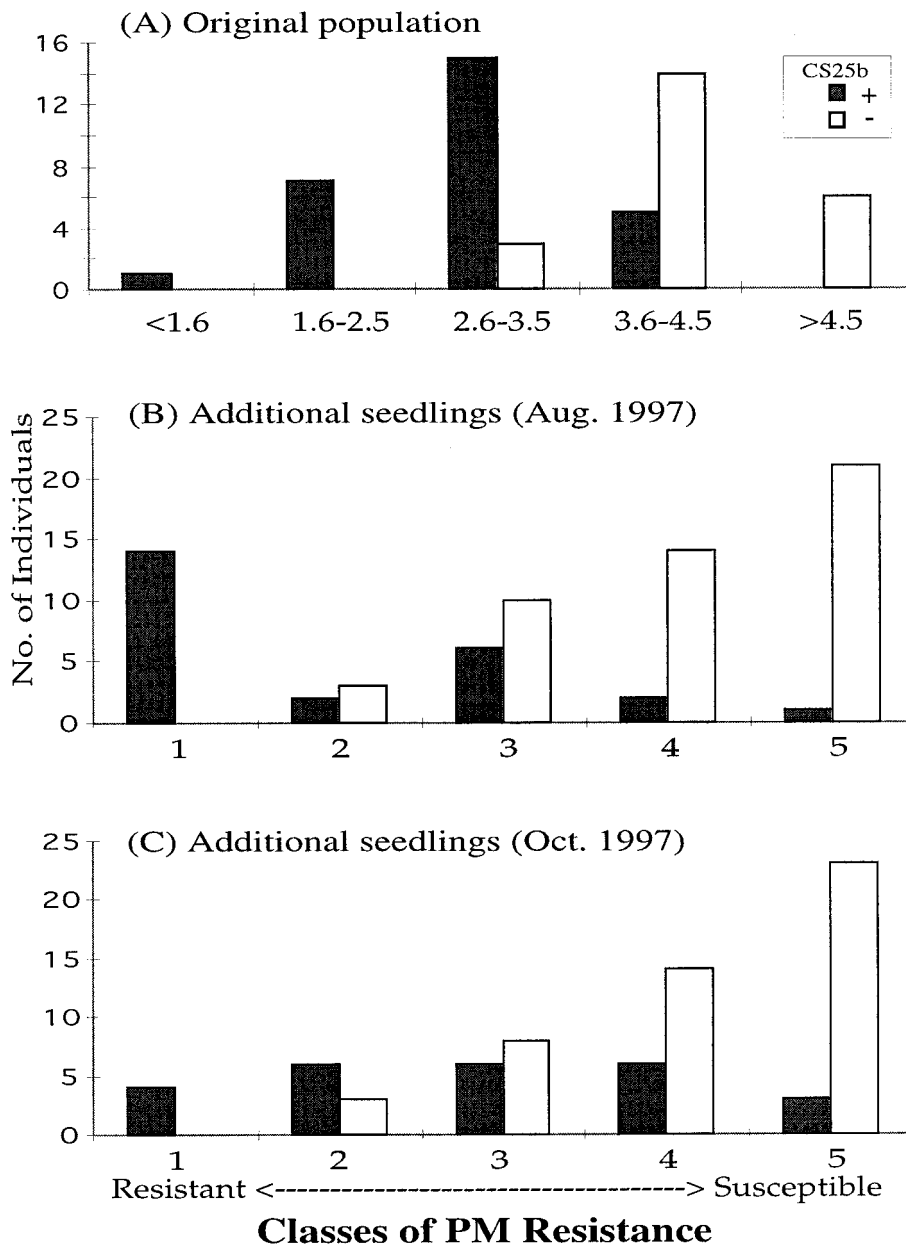 (A) Original population
16
12
8
4
0
CS25b
+
-
<1.6 1.6-2.5 2.6-3.5 3.6-4.5 >4.5
No. of Individuals
(B) Additional seedlings (Aug. 1997)
25
20
15
10
5
0
1 2 3 4 5
(C) Additional seedlings (Oct. 1997)
25
20
15
10
5
0
1 2 3 4 5
Resistant <----------------------------------> Susceptible
Classes of PM Resistance